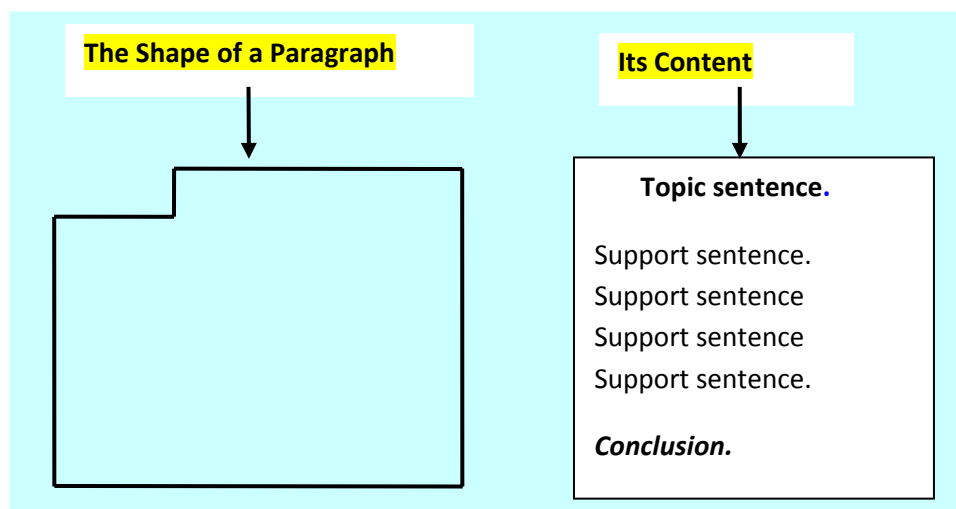 The Shape of a Paragraph
Its Content
Topic sentence.
Support sentence.
Support sentence
Support sentence
Support sentence.
Conclusion.